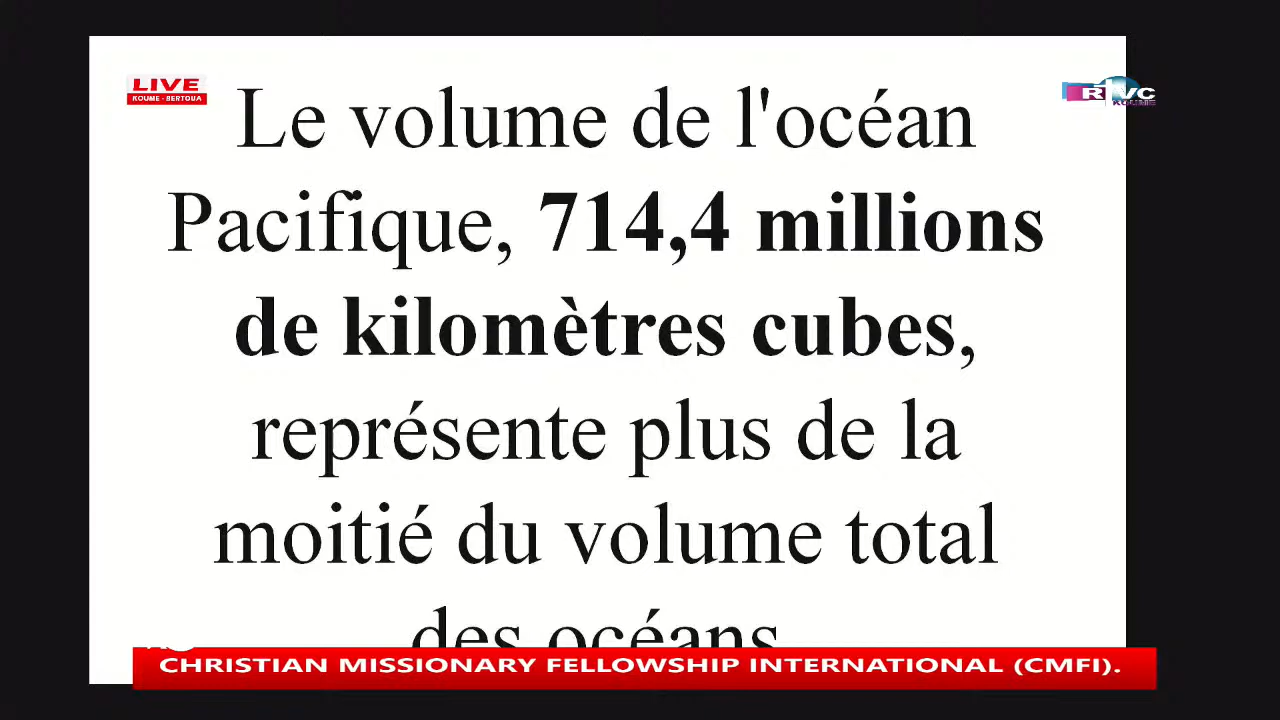 LIVE
KOUME - BERTOUA
Le volume de l'océan
Pacifique, 714,4 millions
de kilomètres cubes,
représente plus de la
moitié du volume total
des océans
CHRISTIAN MISSIONARY FELLOWSHIP INTERNATIONAL (CMFI).